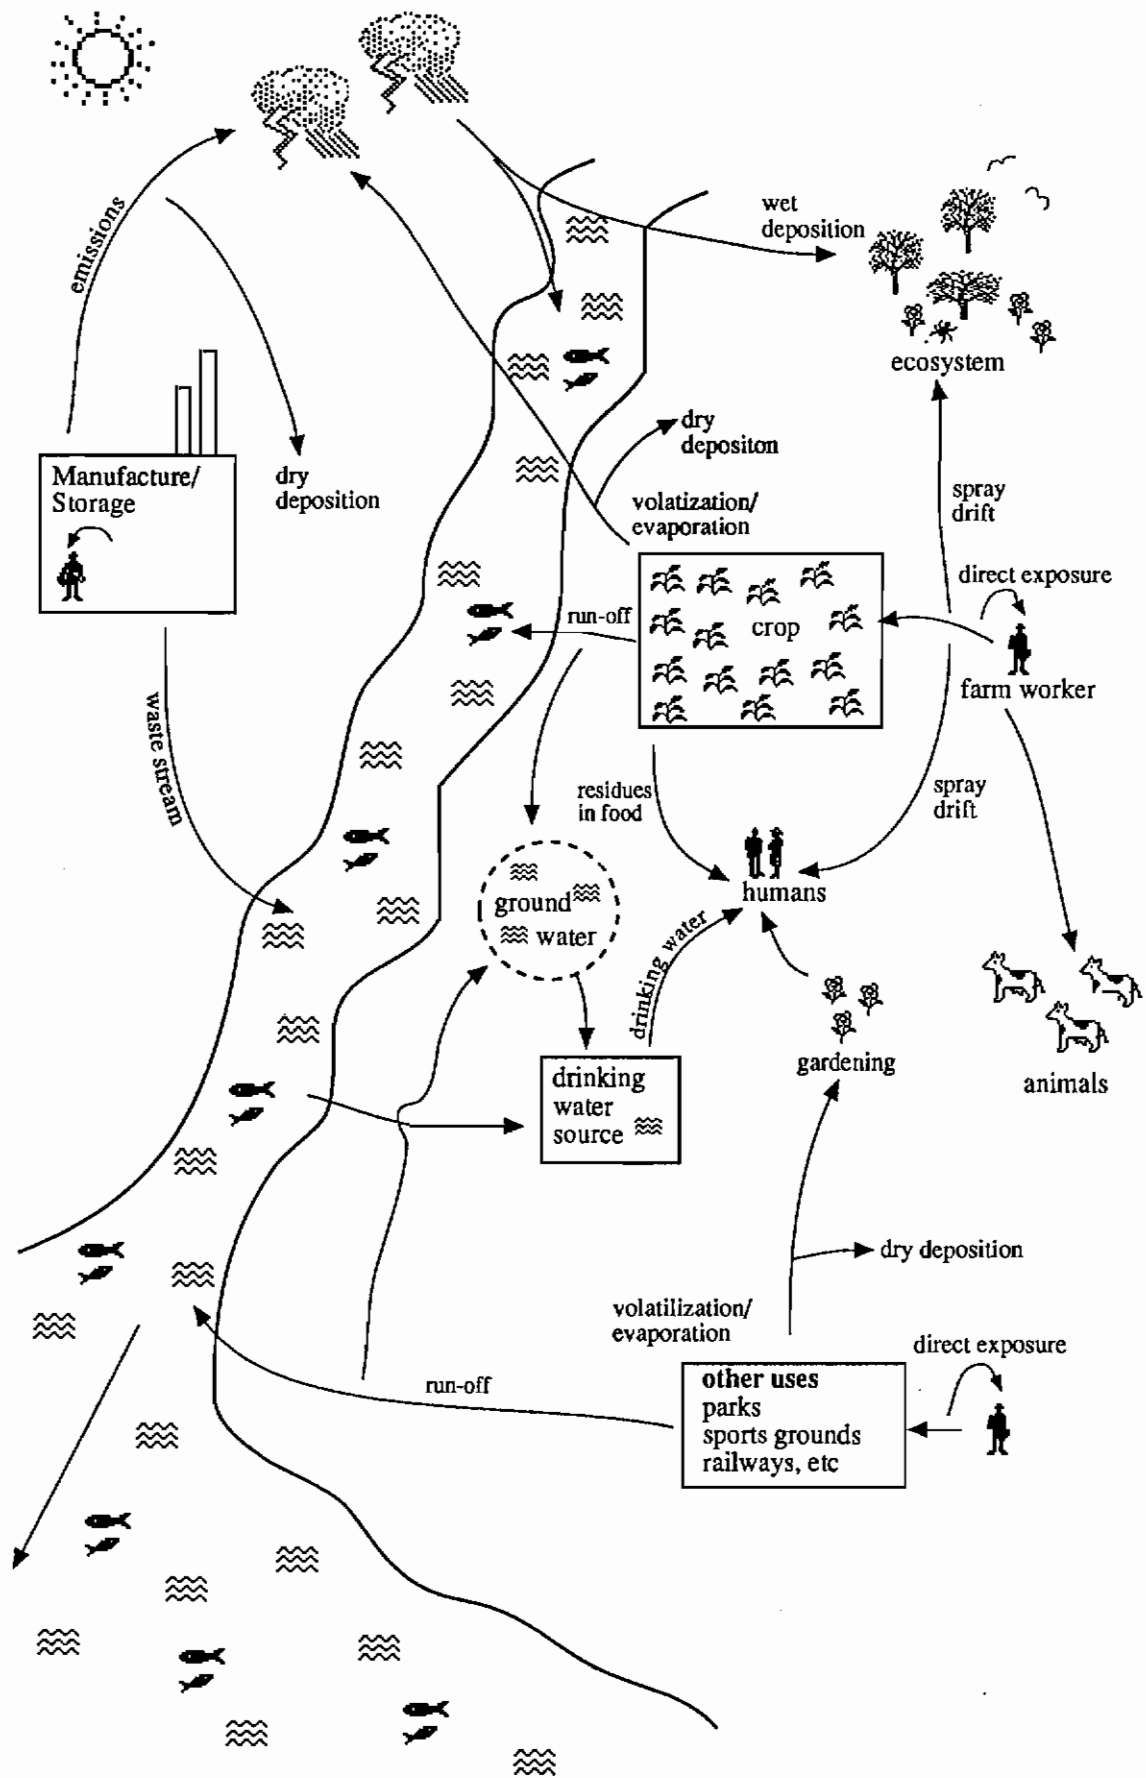 emissions
wet
deposition
ecosystem
Manufacture/
Storage
dry
deposition
dry
depositon
volatization/
evaporation
spray
drift
direct exposure
run-off
crop
farm worker
waste stream
residues
in food
spray
drift
humans
ground
water
drinking water
drinking
water
source
gardening
animals
dry deposition
volatilization/
evaporation
direct exposure
run-off
other uses
parks
sports grounds
railways, etc